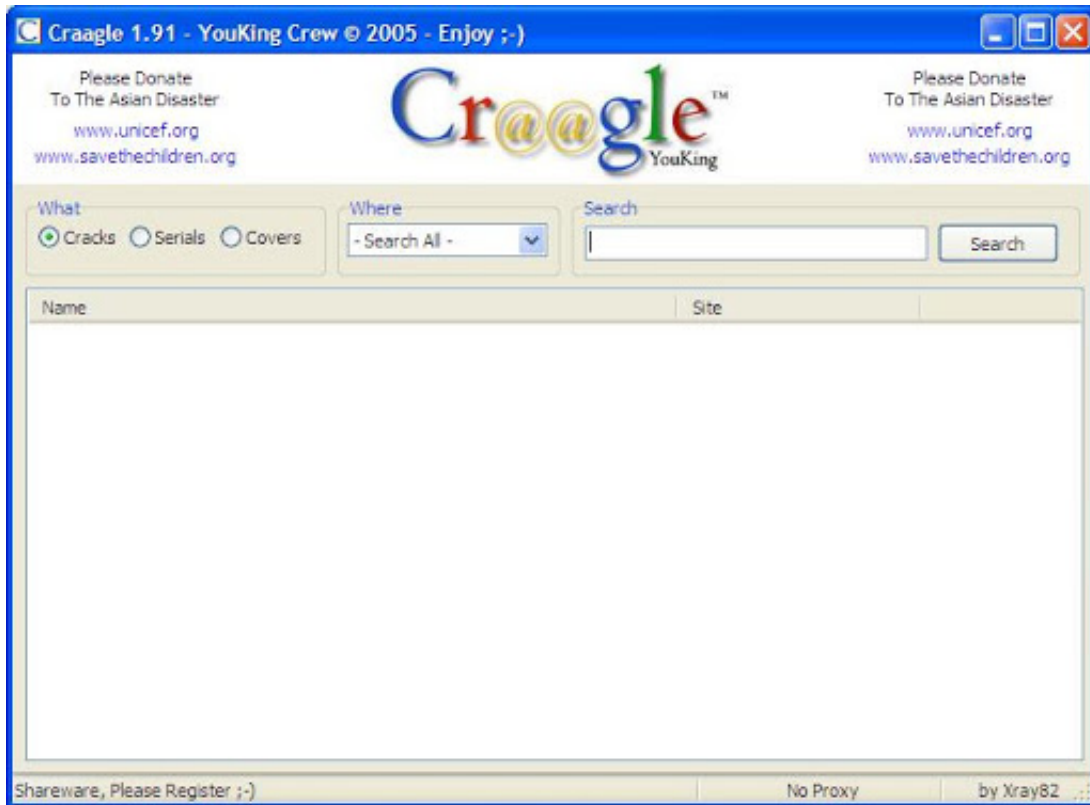 Craagle 1.91 - YouKing Crew © 2005 - Enjoy ;-)
Please Donate
To The Asian Disaster
www.unicef.org
www.savethechildren.org
Cr@@gle™
YouKing
Please Donate
To The Asian Disaster
www.unicef.org
www.savethechildren.org
What
Cracks Serials Covers
Where
- Search All -
Search
Search
Name Site
Shareware, Please Register ;-) No Proxy by Xray82